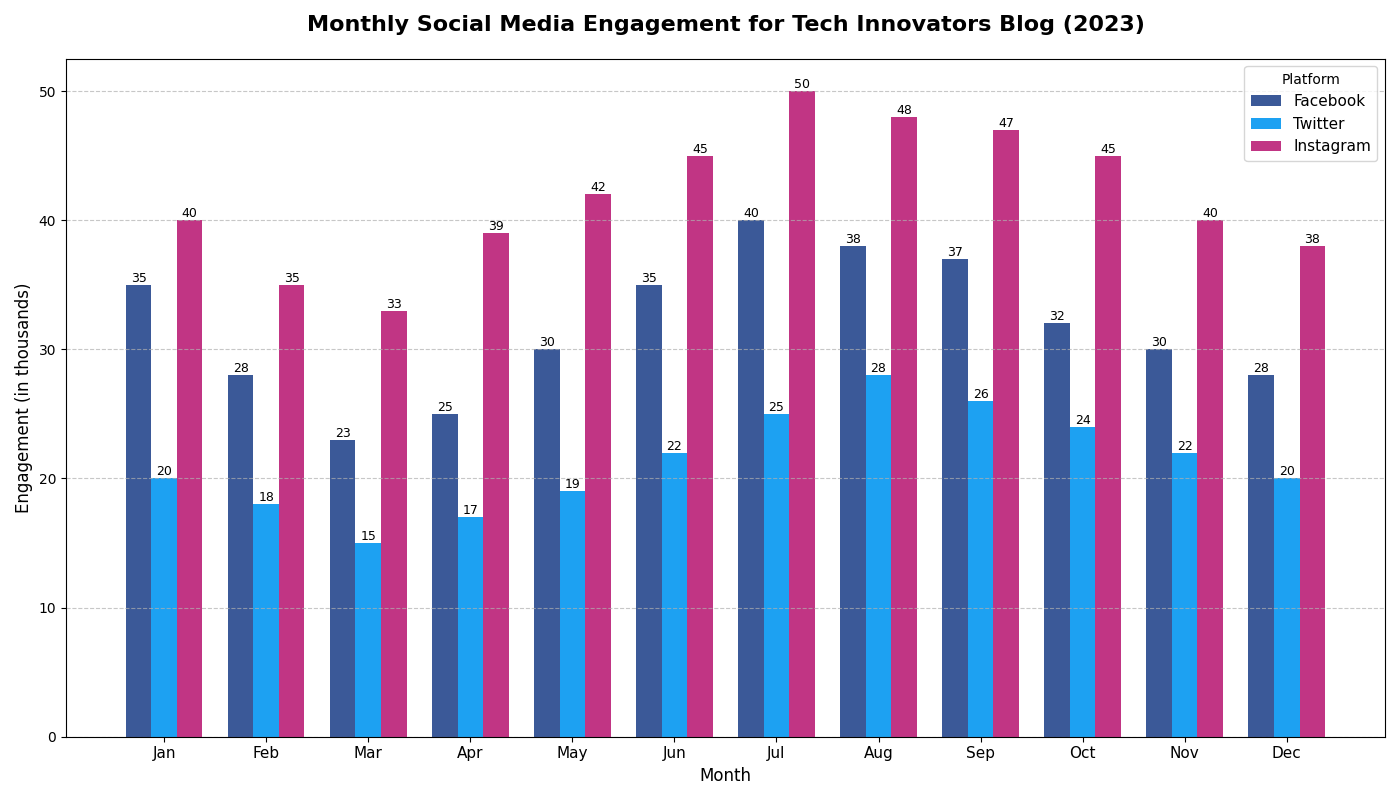 Monthly Social Media Engagement for Tech Innovators Blog (2023)
Platform
Facebook
Twitter
Instagram
Engagement (in thousands)
50
40
30
20
10
0
35 20 40
28 18 35
23 15 33
25 17 39
30 19 42
35 22 45
40 25 50
38 28 48
37 26 47
32 24 45
30 22 40
28 20 38
Jan Feb Mar Apr May Jun Jul Aug Sep Oct Nov Dec
Month